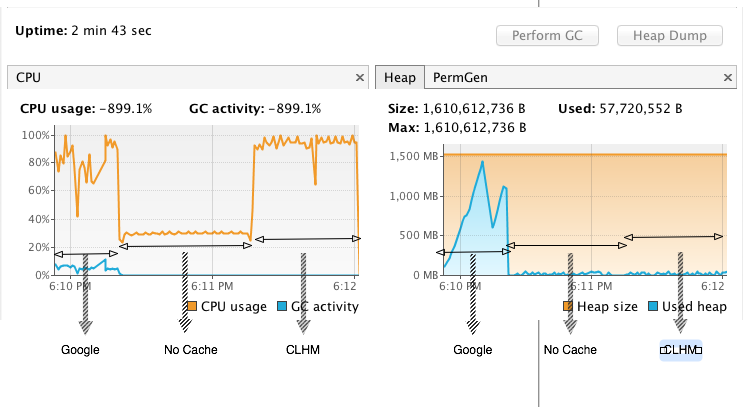 Uptime: 2 min 43 sec
Perform GC Heap Dump
CPU ×
Heap PermGen ×
CPU usage: -899.1% GC activity: -899.1%
Size: 1,610,612,736 B Used: 57,720,552 B
Max: 1,610,612,736 B
100%
80%
60%
40%
20%
0%
6:10 PM 6:11 PM 6:12
CPU usage GC activity
1,500 MB
1,000 MB
500 MB
0 MB
6:10 PM 6:11 PM 6:12
Heap size Used heap
Google No Cache CLHM
Google No Cache CLHM